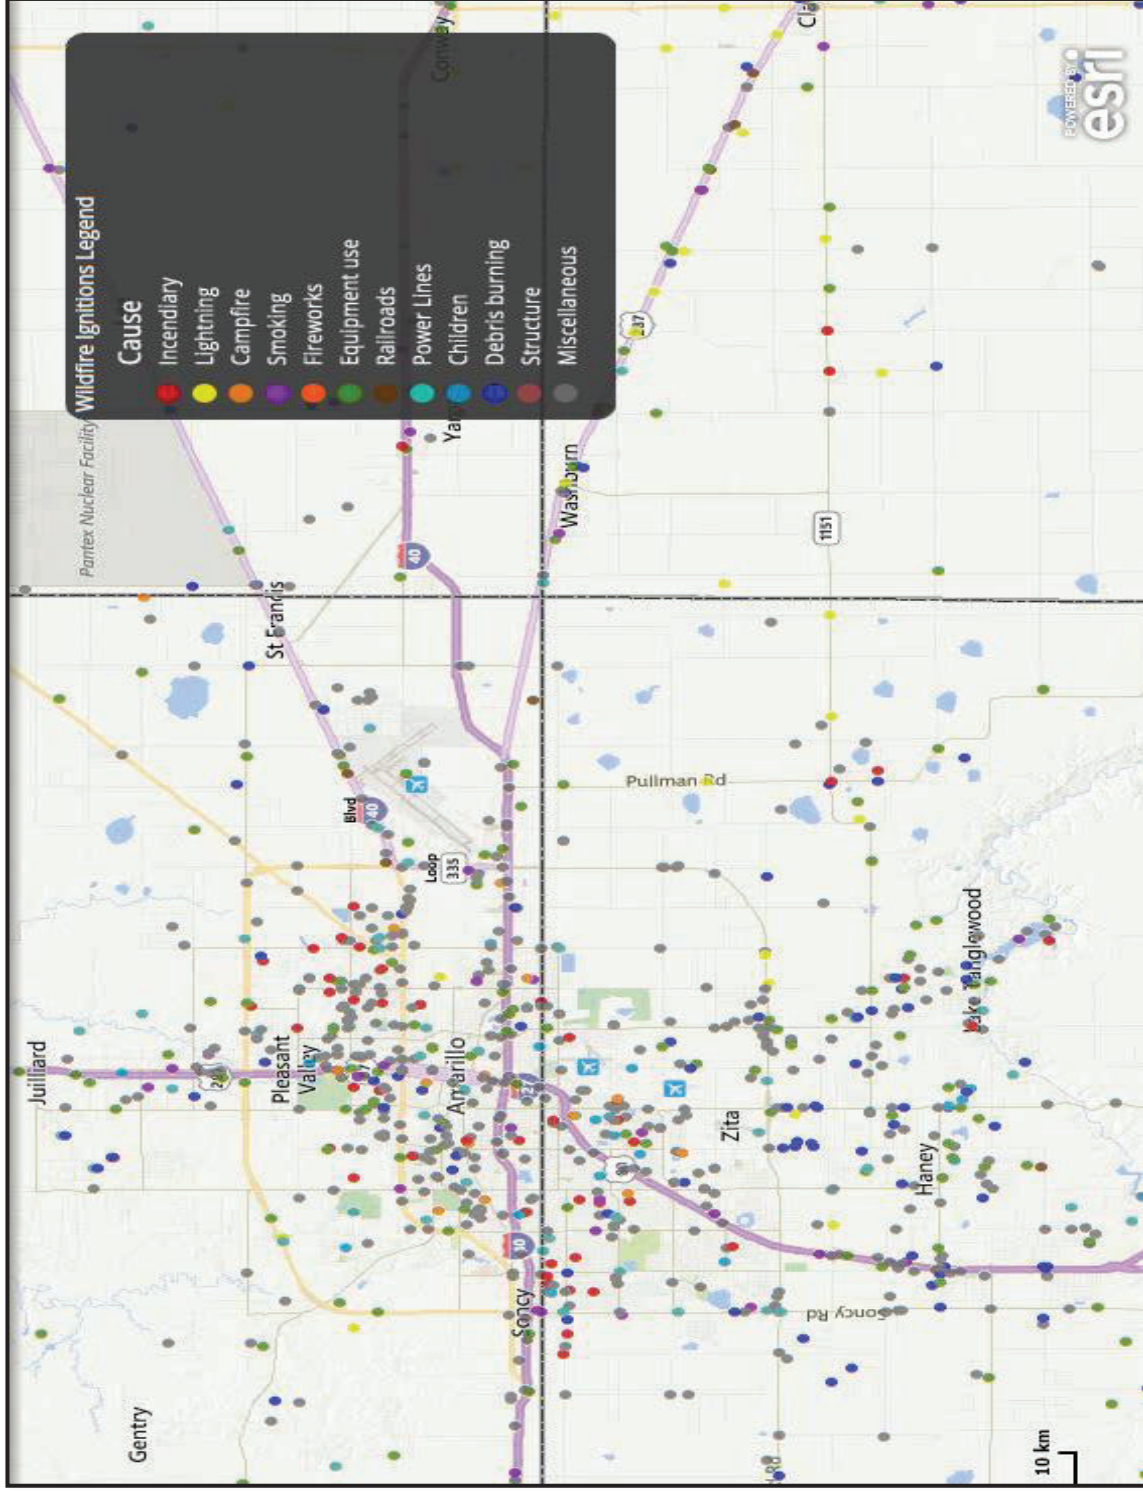 Wildfire Ignitions Legend
Cause
Incendiary
Lightning
Campfire
Smoking
Fireworks
Equipment use
Railroads
Power Lines
Children
Debris burning
Structure
Miscellaneous
Pantex Nuclear Facility
Conway
Juilliard
Gentry
Pleasant
Valley
St Francis
Blvd
40
Loop
335
40
Amarillo
Soncy
Washburn
287
1151
Pullman Rd
Zita
Haney
Lake Tanglewood
Soncy Rd
10 km
POWERED BY
esri